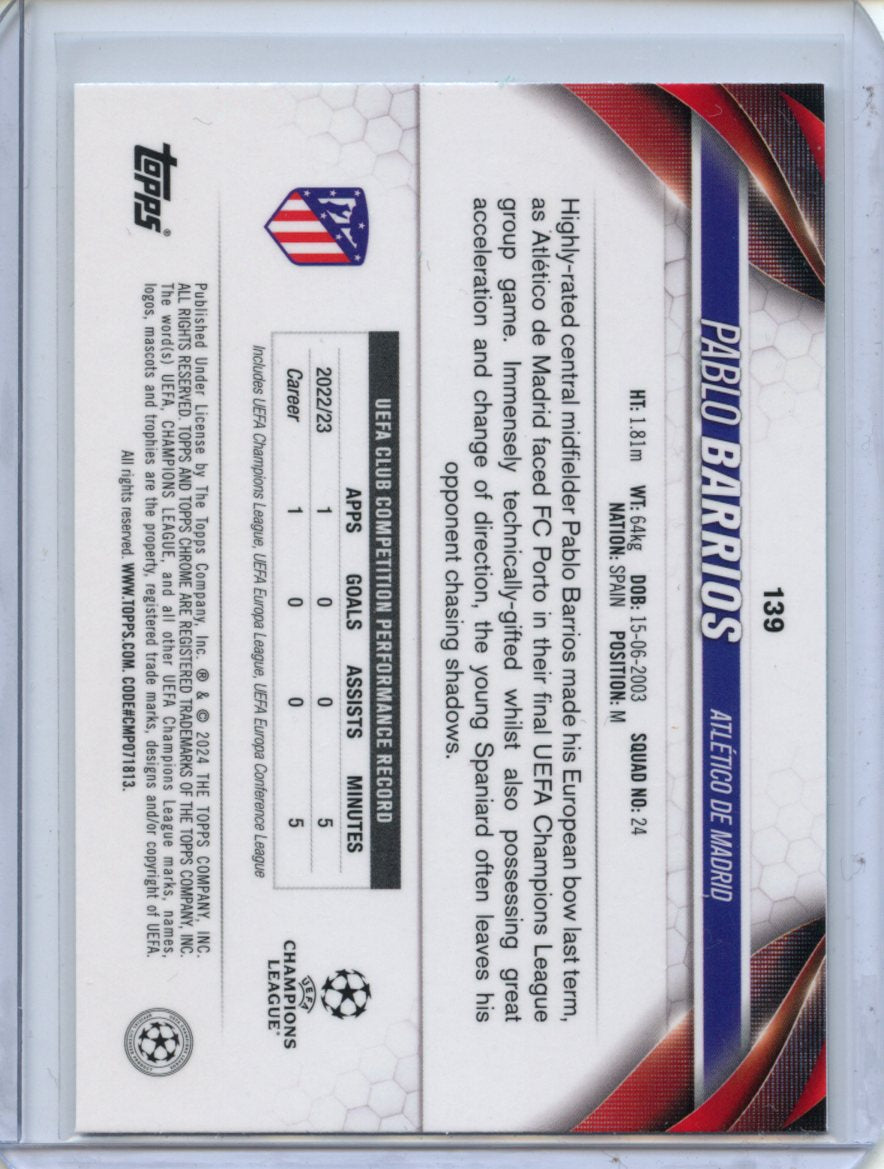 139
PABLO BARRIOS ATLÉTICO DE MADRID
HT: 1.81m WT: 64kg DOB: 15-06-2003 SQUAD NO: 24
NATION: SPAIN POSITION: M
Highly-rated central midfielder Pablo Barrios made his European bow last term,
as Atlético de Madrid faced FC Porto in their final UEFA Champions League
group game. Immensely technically-gifted whilst also possessing great
acceleration and change of direction, the young Spaniard often leaves his
opponent chasing shadows.
UEFA CLUB COMPETITION PERFORMANCE RECORD
APPS GOALS ASSISTS MINUTES
2022/23 1 0 0 5
Career 1 0 0 5
Includes UEFA Champions League, UEFA Europa League, UEFA Europa Conference League
UEFA
CHAMPIONS
LEAGUE
topps®
Published Under License by The Topps Company, Inc. ® & © 2024 THE TOPPS COMPANY, INC.
ALL RIGHTS RESERVED. TOPPS AND TOPPS CHROME ARE REGISTERED TRADEMARKS OF THE TOPPS COMPANY, INC.
The word(s) UEFA, CHAMPIONS LEAGUE, and all other UEFA Champions League marks, names,
logos, mascots and trophies are the property, registered trade marks, designs and/or copyright of UEFA.
All rights reserved. WWW.TOPPS.COM. CODE#CMP071813.